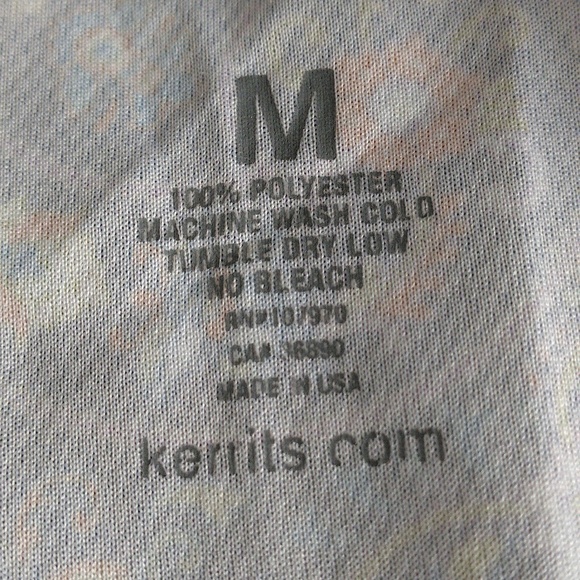 M
100% POLYESTER
MACHINE WASH COLD
TUMBLE DRY LOW
NO BLEACH
RN#107970
CA# 36890
MADE IN USA
kerrits.com